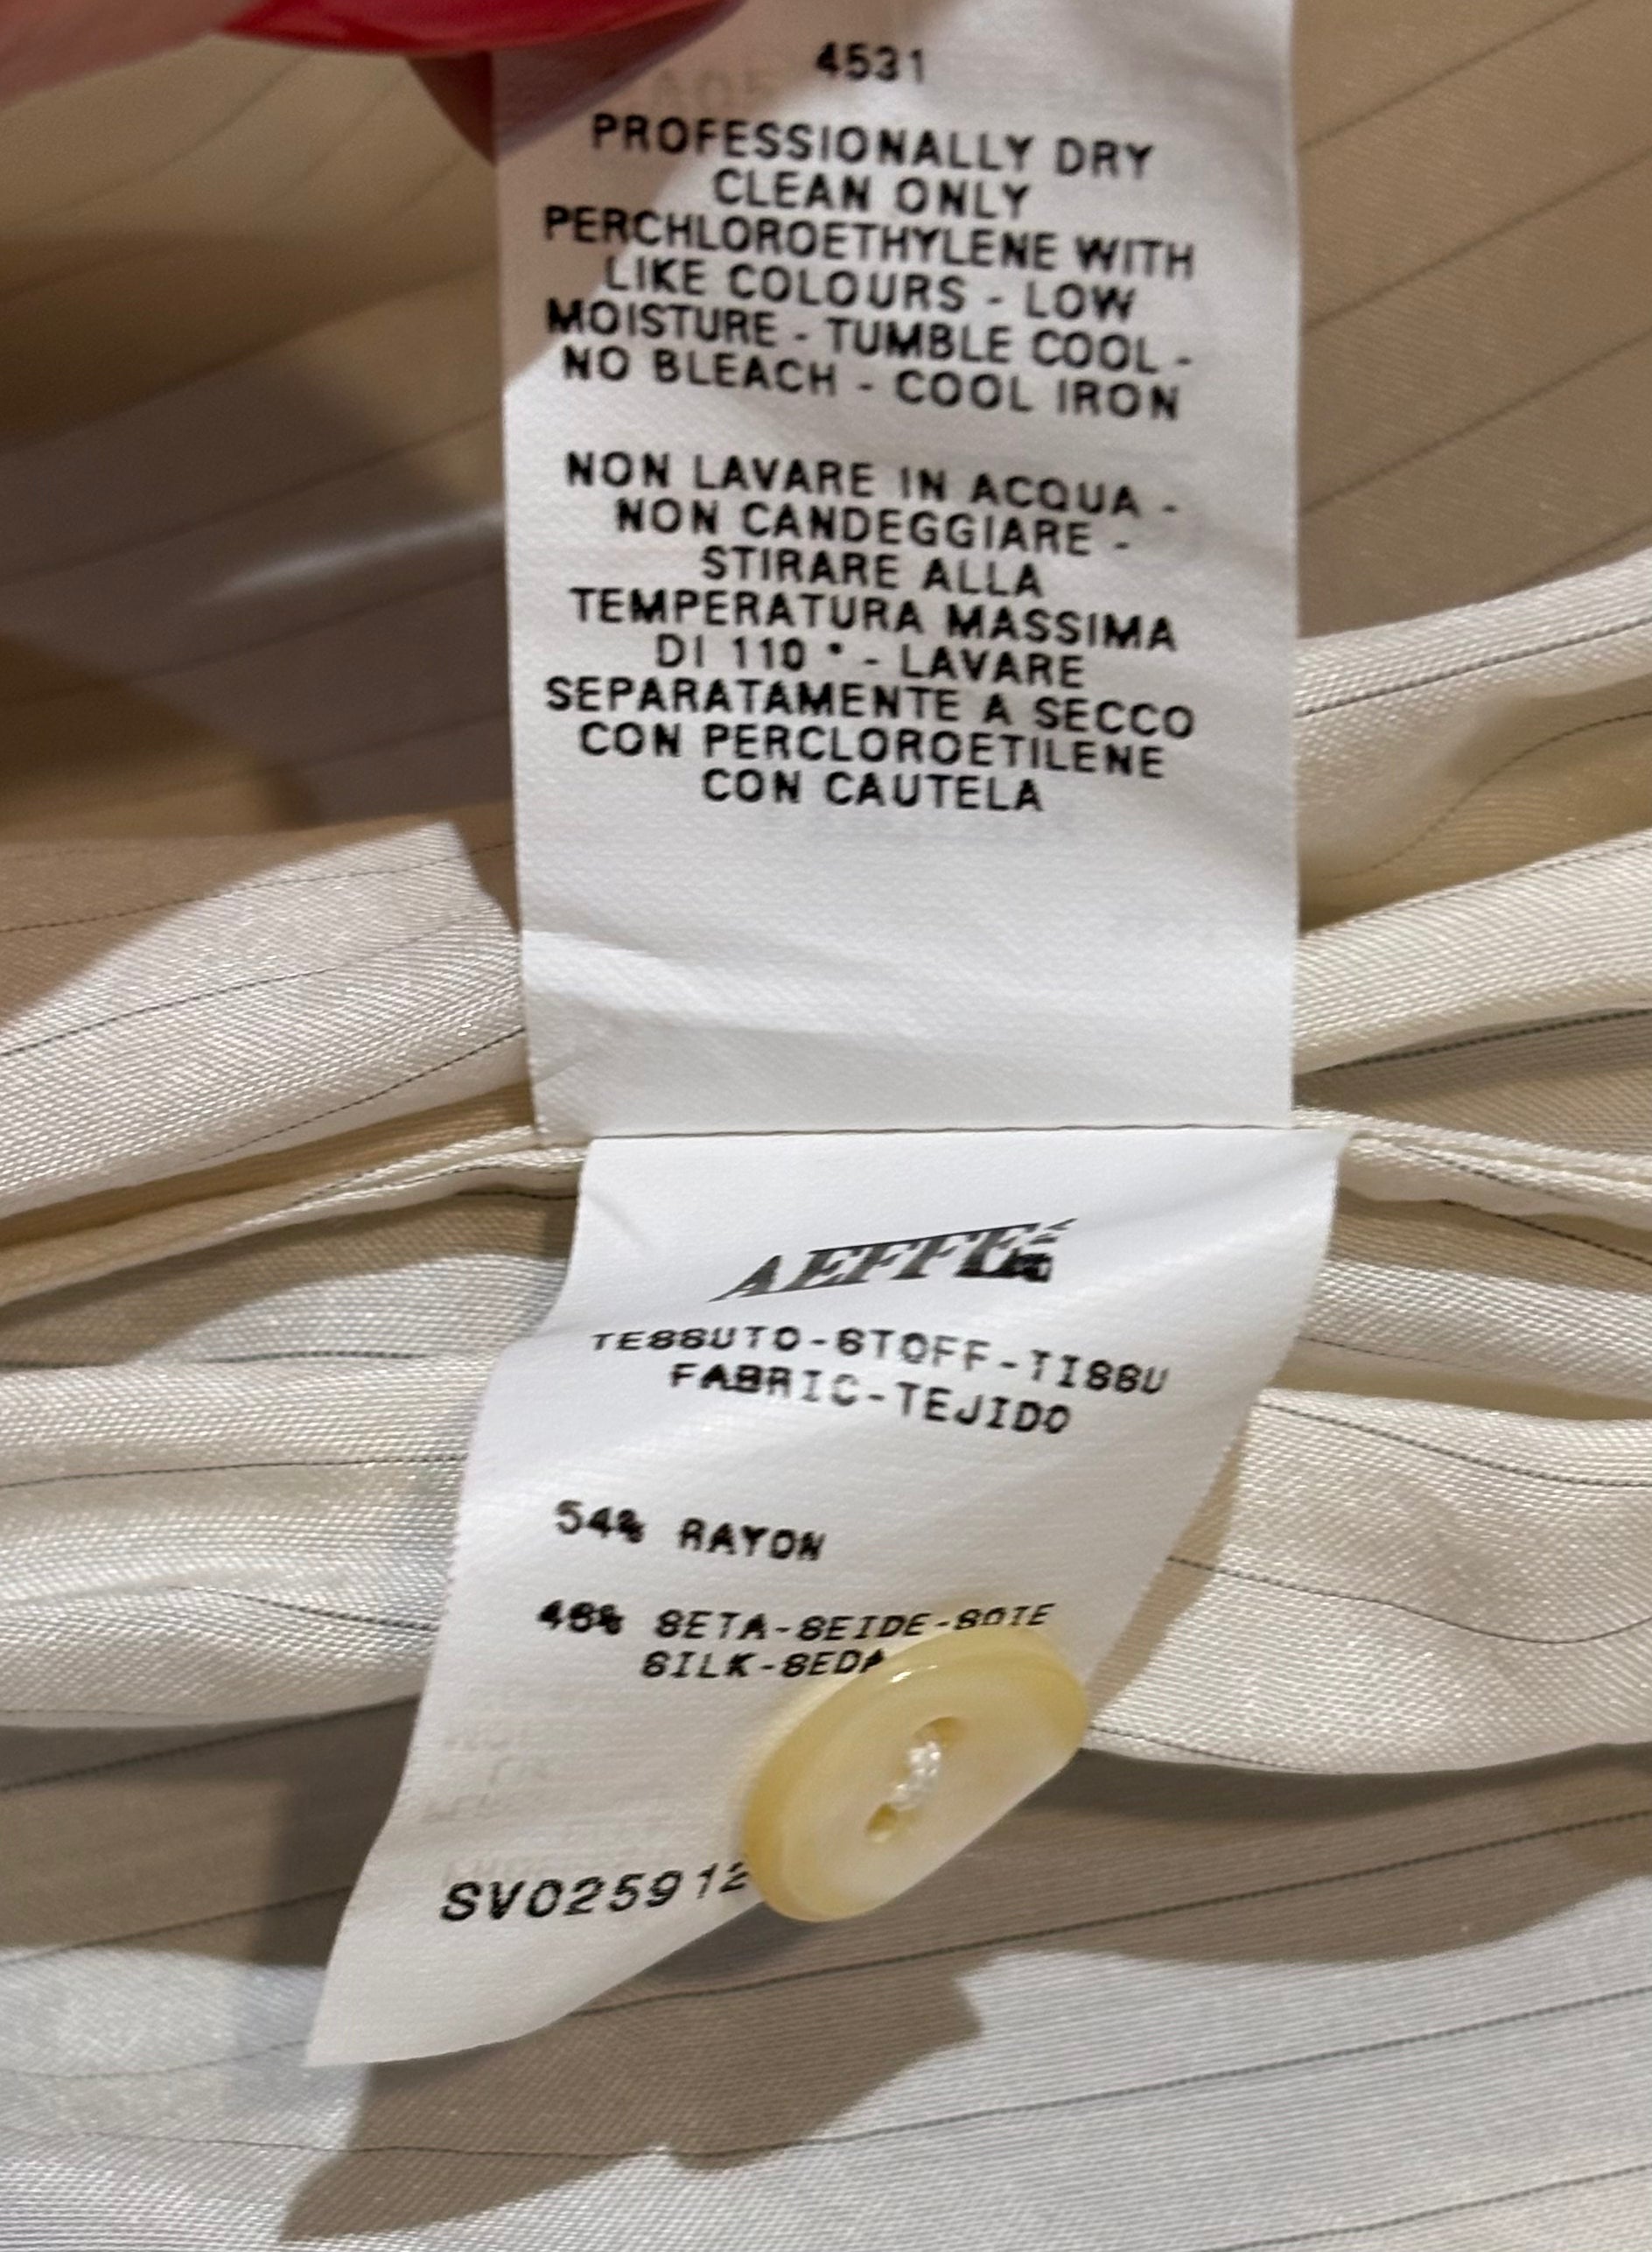 4531
PROFESSIONALLY DRY
CLEAN ONLY
PERCHLOROETHYLENE WITH
LIKE COLOURS - LOW
MOISTURE - TUMBLE COOL -
NO BLEACH - COOL IRON
NON LAVARE IN ACQUA -
NON CANDEGGIARE -
STIRARE ALLA
TEMPERATURA MASSIMA
DI 110 ° - LAVARE
SEPARATAMENTE A SECCO
CON PERCLOROETILENE
CON CAUTELA
AEFFE
TESSUTO-STOFF-TISSU
FABRIC-TEJIDO
54% RAYON
46% SETA-SEIDE-SOIE
SILK-SEDA
SV025912